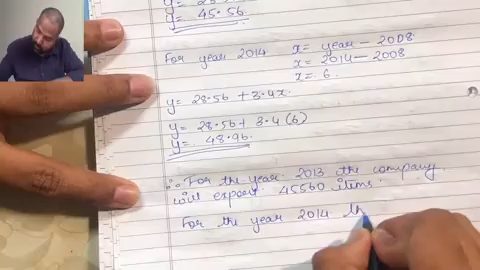 y= 45.56.
For year 2014 x = year - 2008
x = 2014 - 2008
x = 6.
y = 28.56 + 3.4x.
y = 28.56 + 3.4 (6)
y = 48.96.
∴ For the year 2013 the company
will export 45560 items.
For the year 2014 th